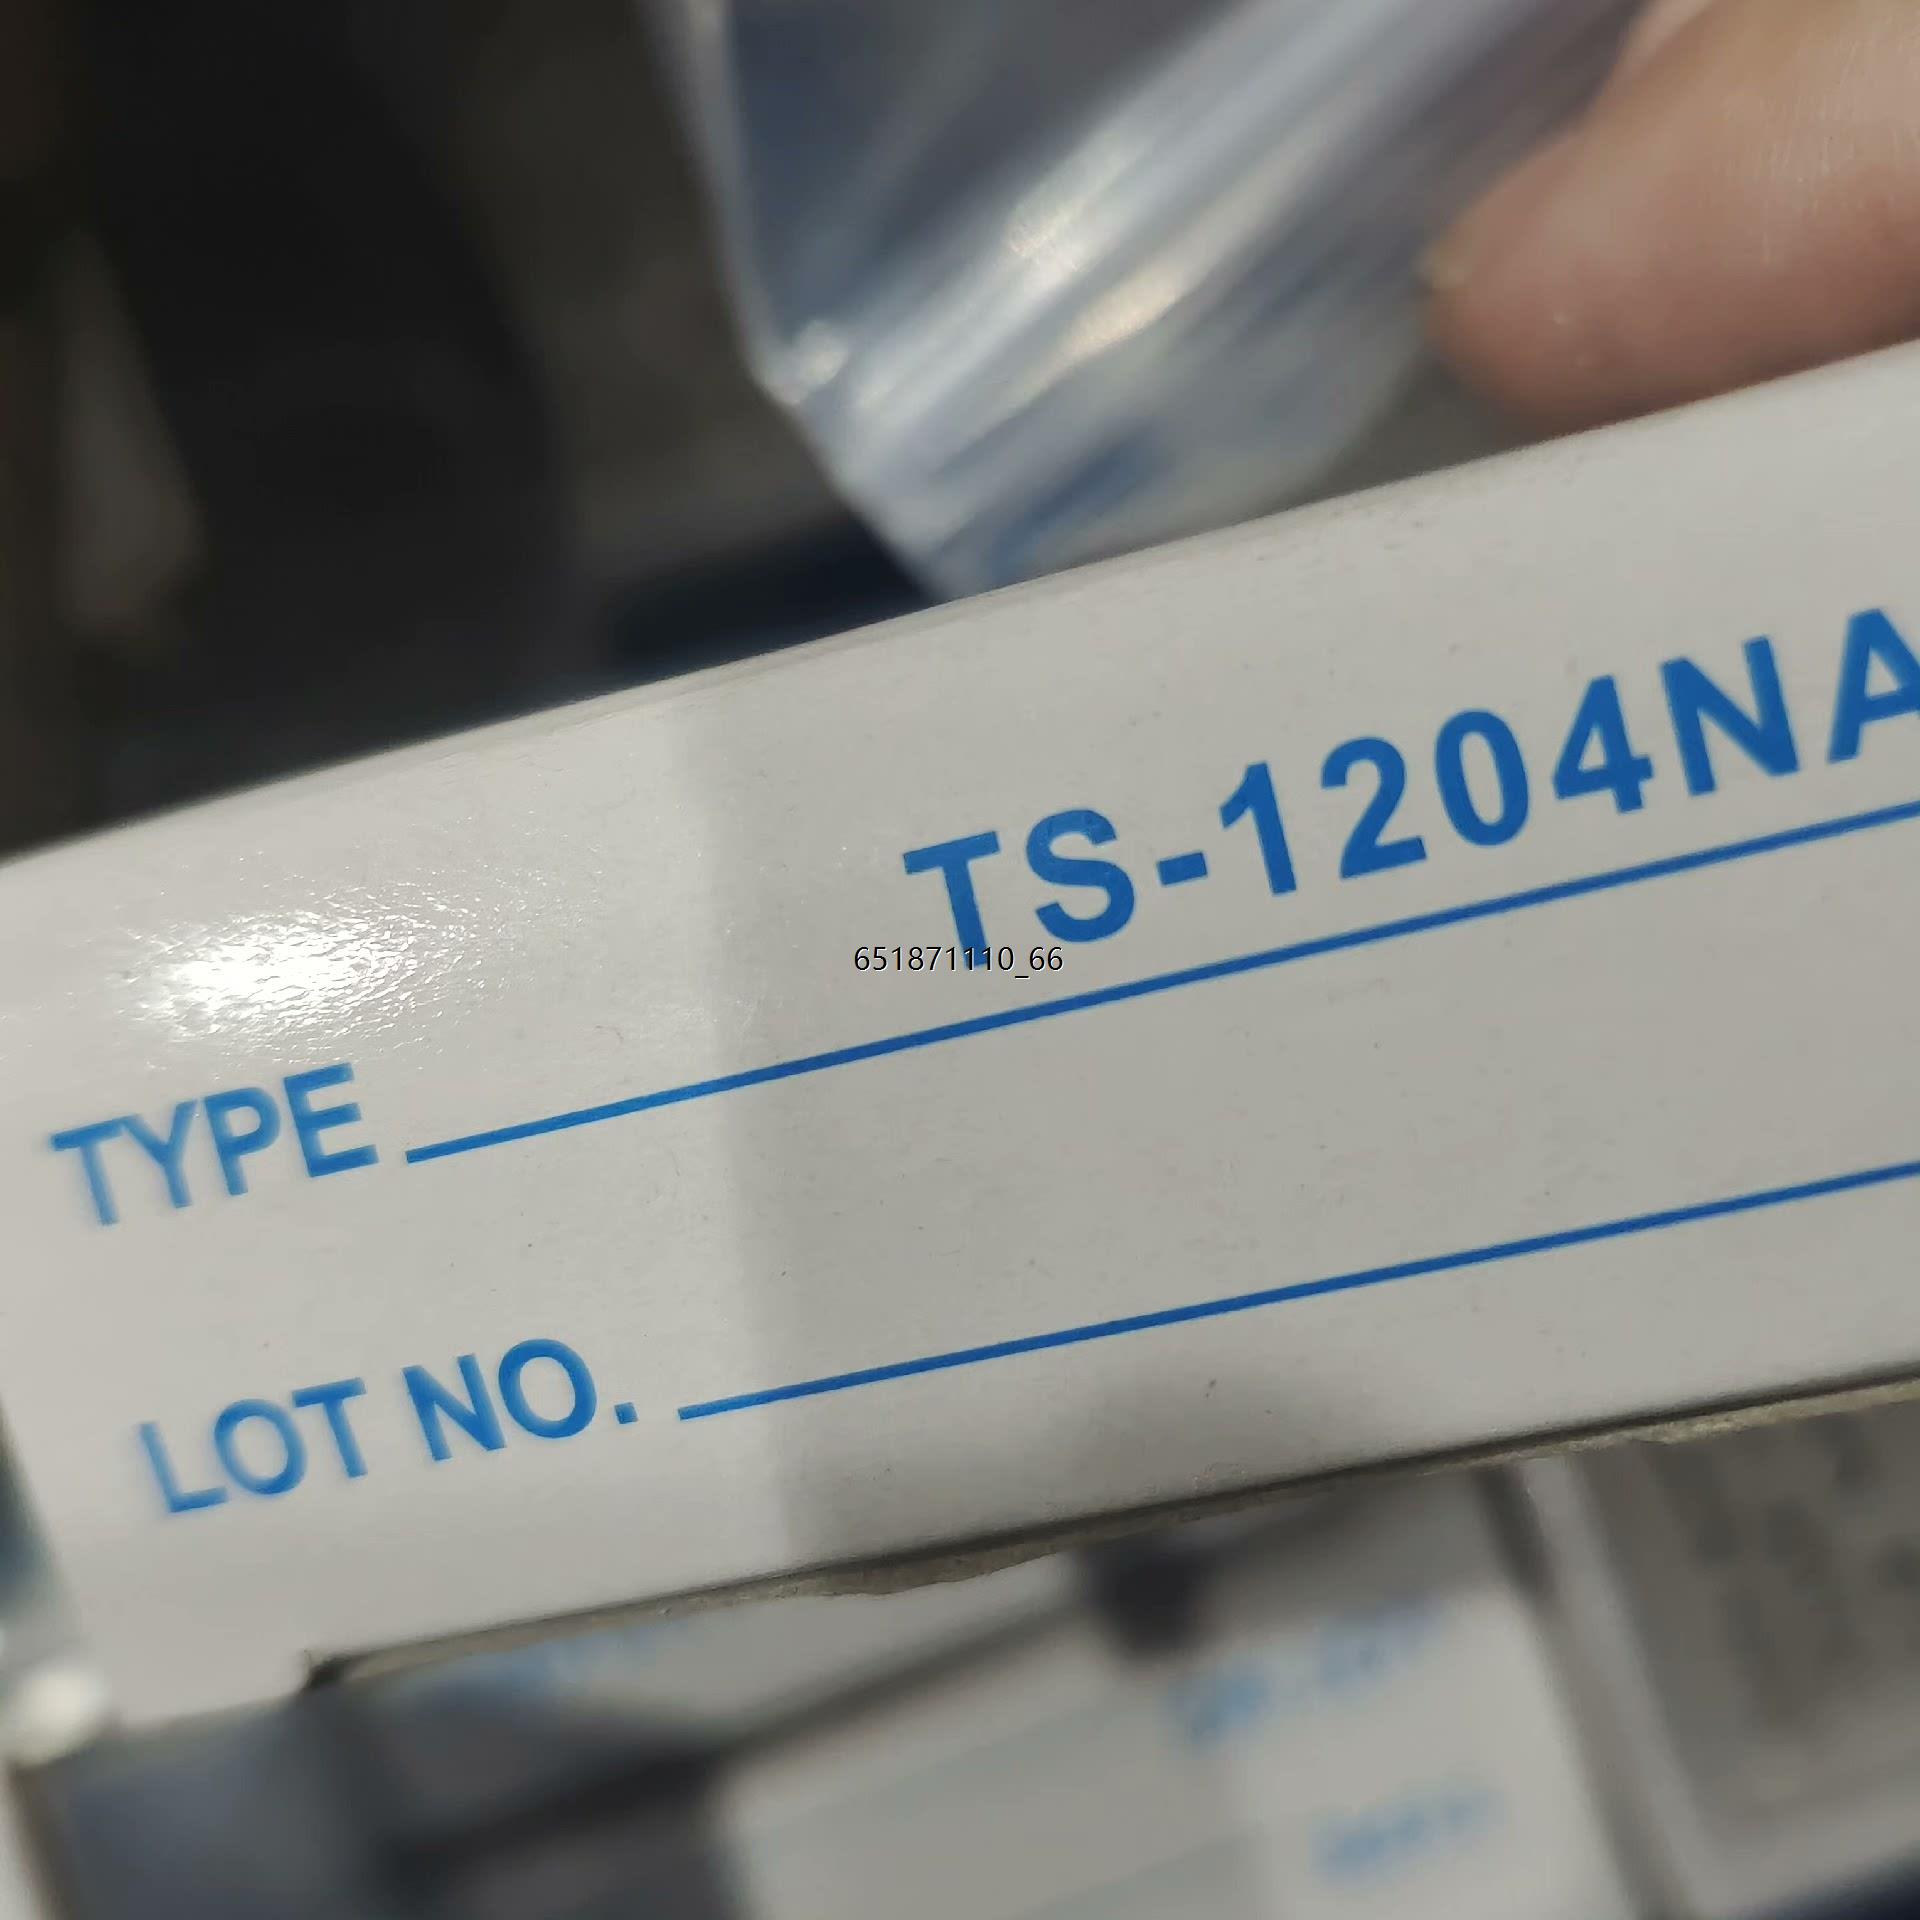 TS-1204NA
651871110_66
TYPE
LOT NO.